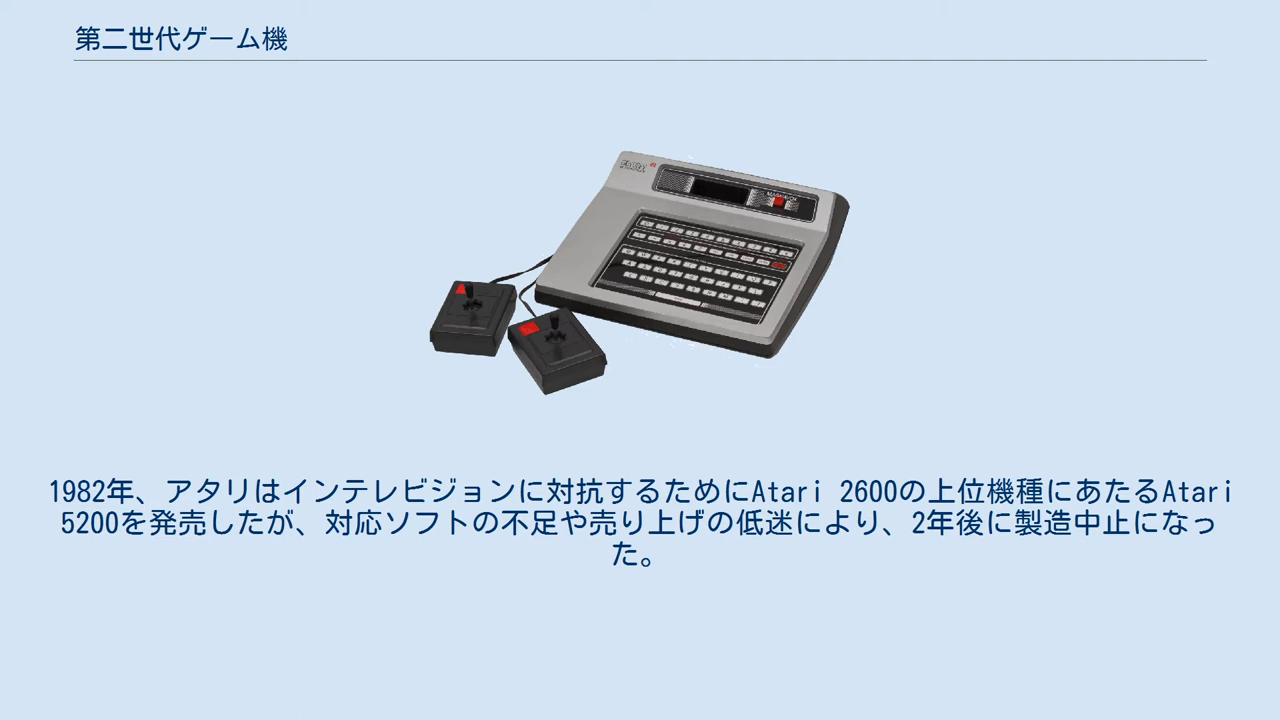 第二世代ゲーム機
MAGNAVOX
1982年、アタリはインテレビジョンに対抗するためにAtari 2600の上位機種にあたるAtari
5200を発売したが、対応ソフトの不足や売り上げの低迷により、2年後に製造中止になっ
た。